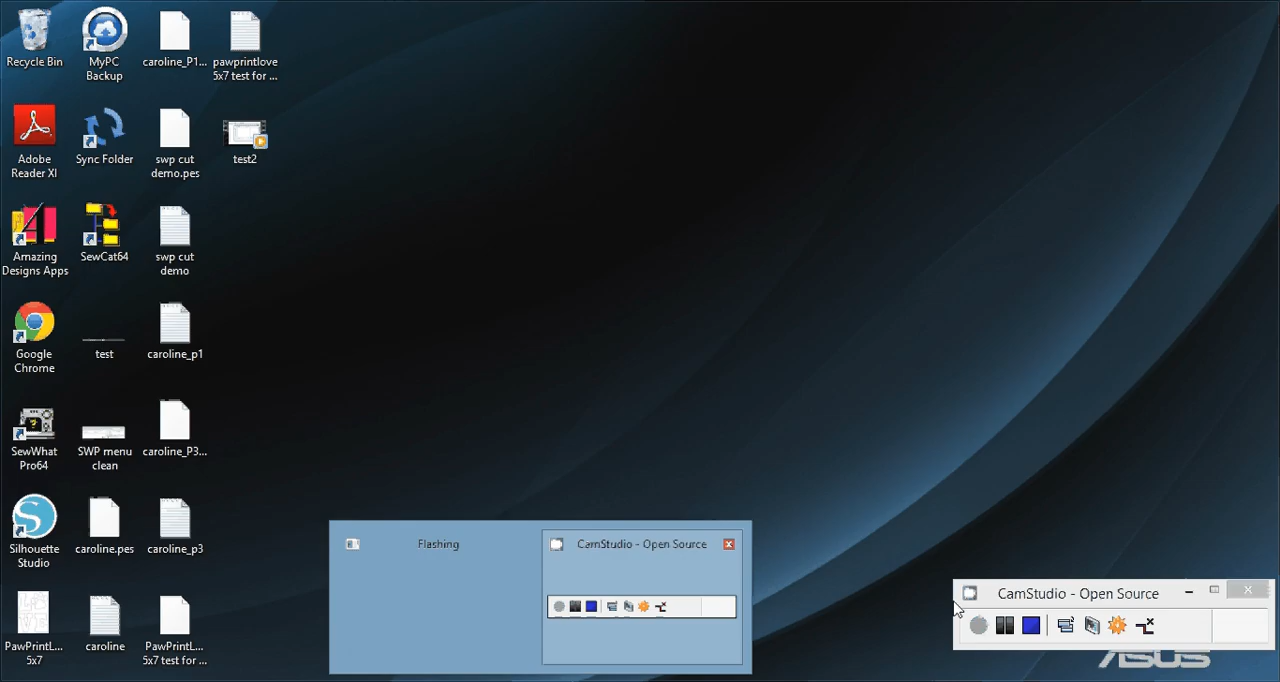 Recycle Bin
MyPC
Backup
caroline_P1...
pawprintlove
5x7 test for ...
Adobe
Reader XI
Sync Folder
swp cut
demo.pes
test2
Amazing
Designs Apps
SewCat64
swp cut
demo
Google
Chrome
test
caroline_p1
SewWhat
Pro64
SWP menu
clean
caroline_P3...
Silhouette
Studio
caroline.pes
caroline_p3
PawPrintL...
5x7
caroline
PawPrintL...
5x7 test for ...
Flashing
CamStudio - Open Source
CamStudio - Open Source
ASUS